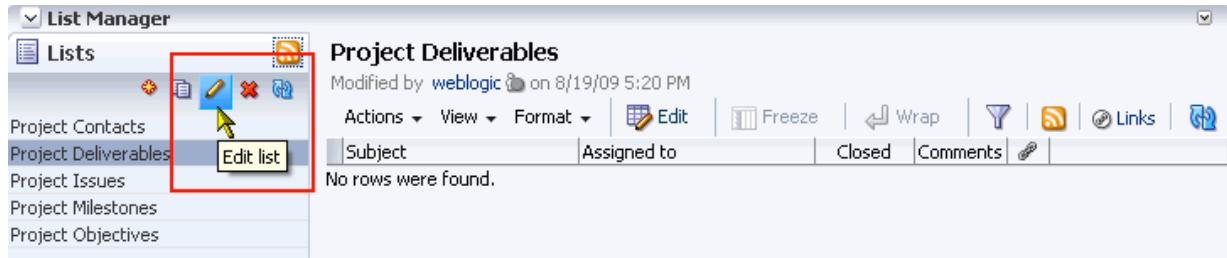 List Manager
Lists
Project Contacts
Project Deliverables
Edit list
Project Issues
Project Milestones
Project Objectives
Project Deliverables
Modified by weblogic on 8/19/09 5:20 PM
Actions View Format Edit Freeze Wrap Links
Subject Assigned to Closed Comments
No rows were found.